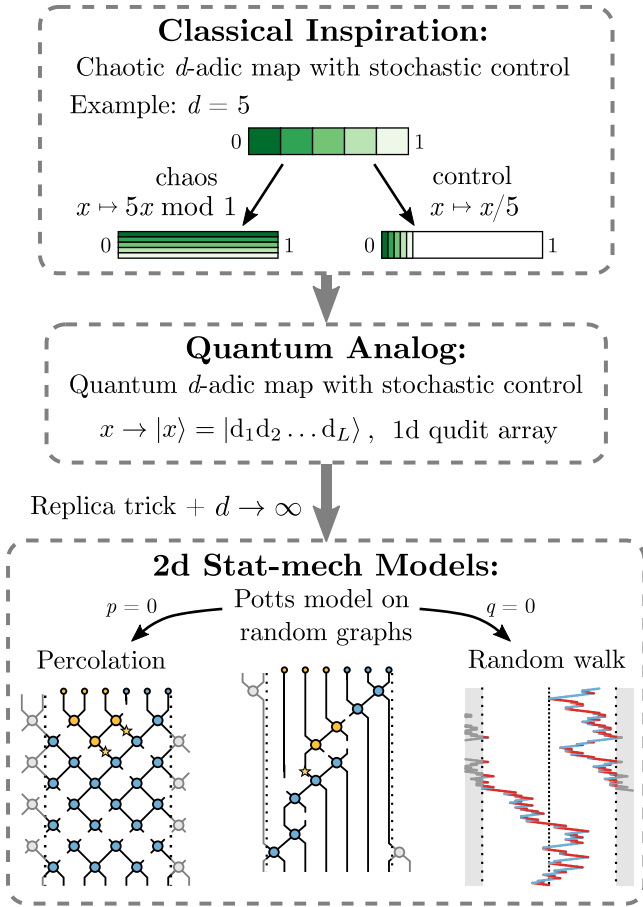 Classical Inspiration:
Chaotic d-adic map with stochastic control
Example: d = 5
0 1
chaos
x ↦ 5x mod 1
control
x ↦ x/5
0 1
0 1
Quantum Analog:
Quantum d-adic map with stochastic control
x → |x⟩ = |d₁d₂ … d_L⟩ , 1d qudit array
Replica trick + d → ∞
2d Stat-mech Models:
p = 0
Potts model on
random graphs
q = 0
Percolation
Random walk